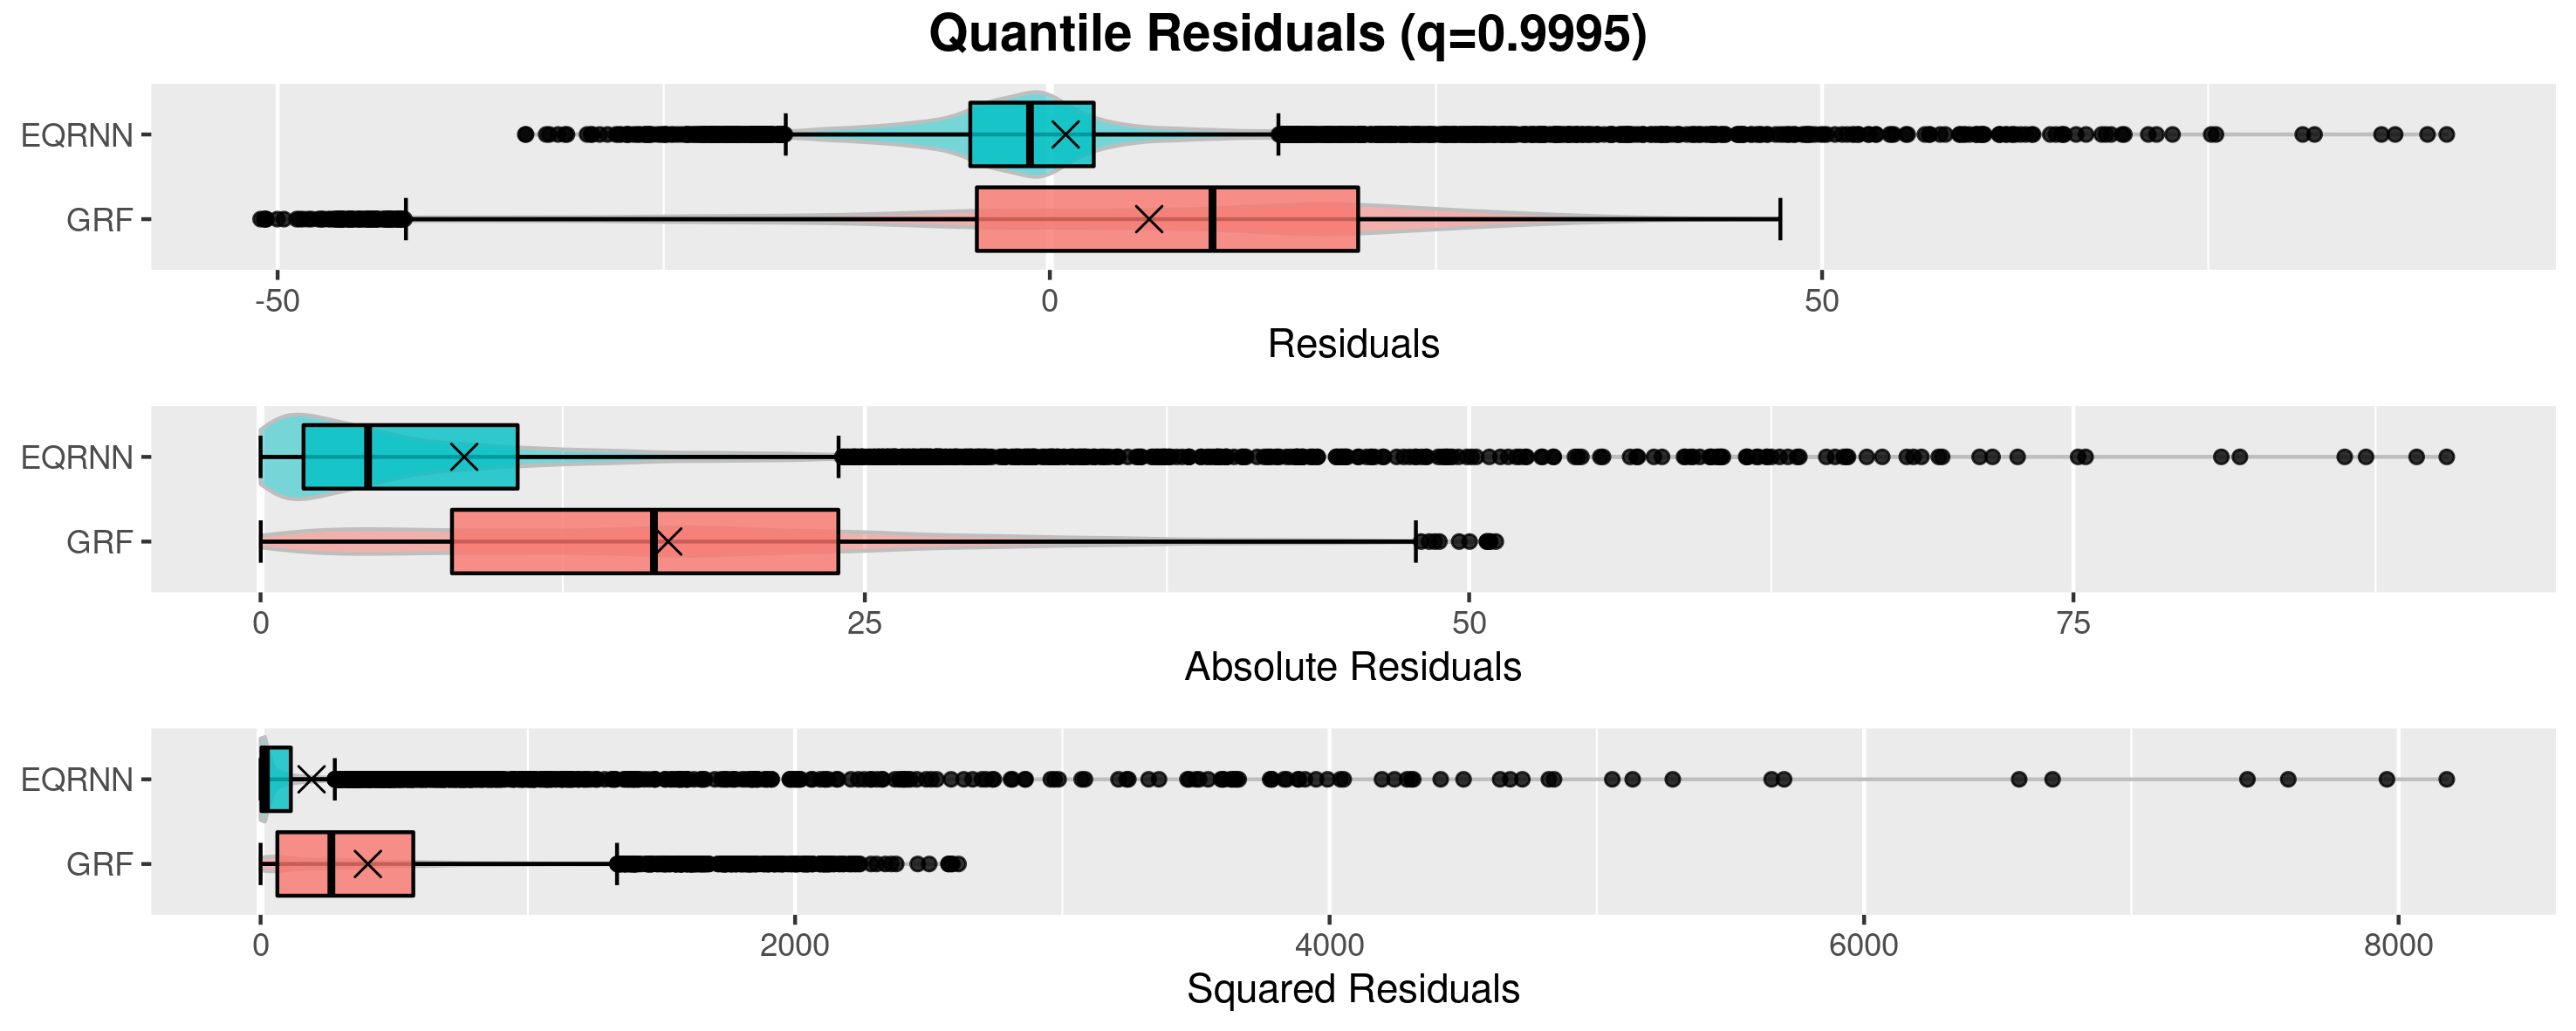 Quantile Residuals (q=0.9995)
EQRNN
GRF
-50 0 50
Residuals
EQRNN
GRF
0 25 50 75
Absolute Residuals
EQRNN
GRF
0 2000 4000 6000 8000
Squared Residuals